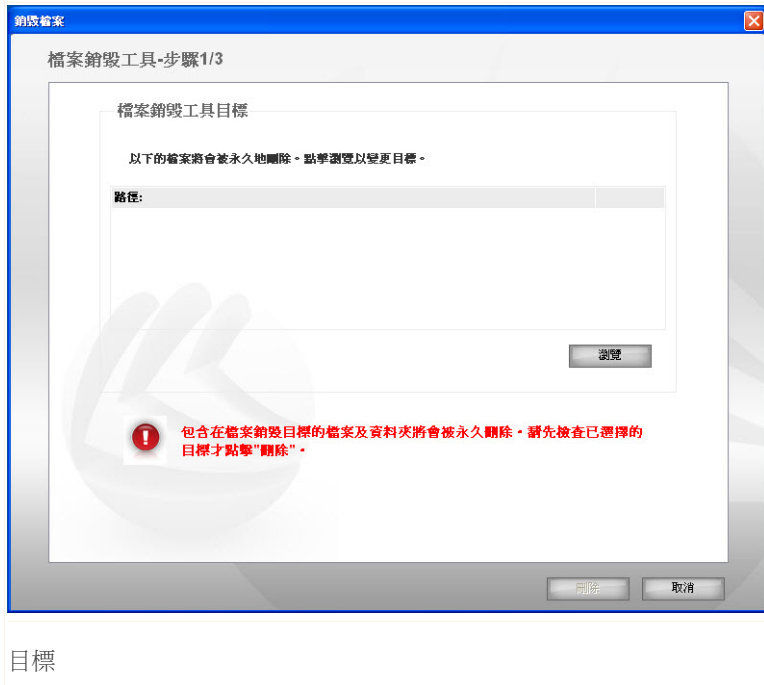 銷毀檔案
檔案銷毀工具-步驟1/3
檔案銷毀工具目標
以下的檔案將會被永久地刪除。點擊瀏覽以變更目標。
路徑:
瀏覽
包含在檔案銷毀目標的檔案及資料夾將會被永久刪除。請先檢查已選擇的
目標才點擊"刪除"。
刪除
取消
目標